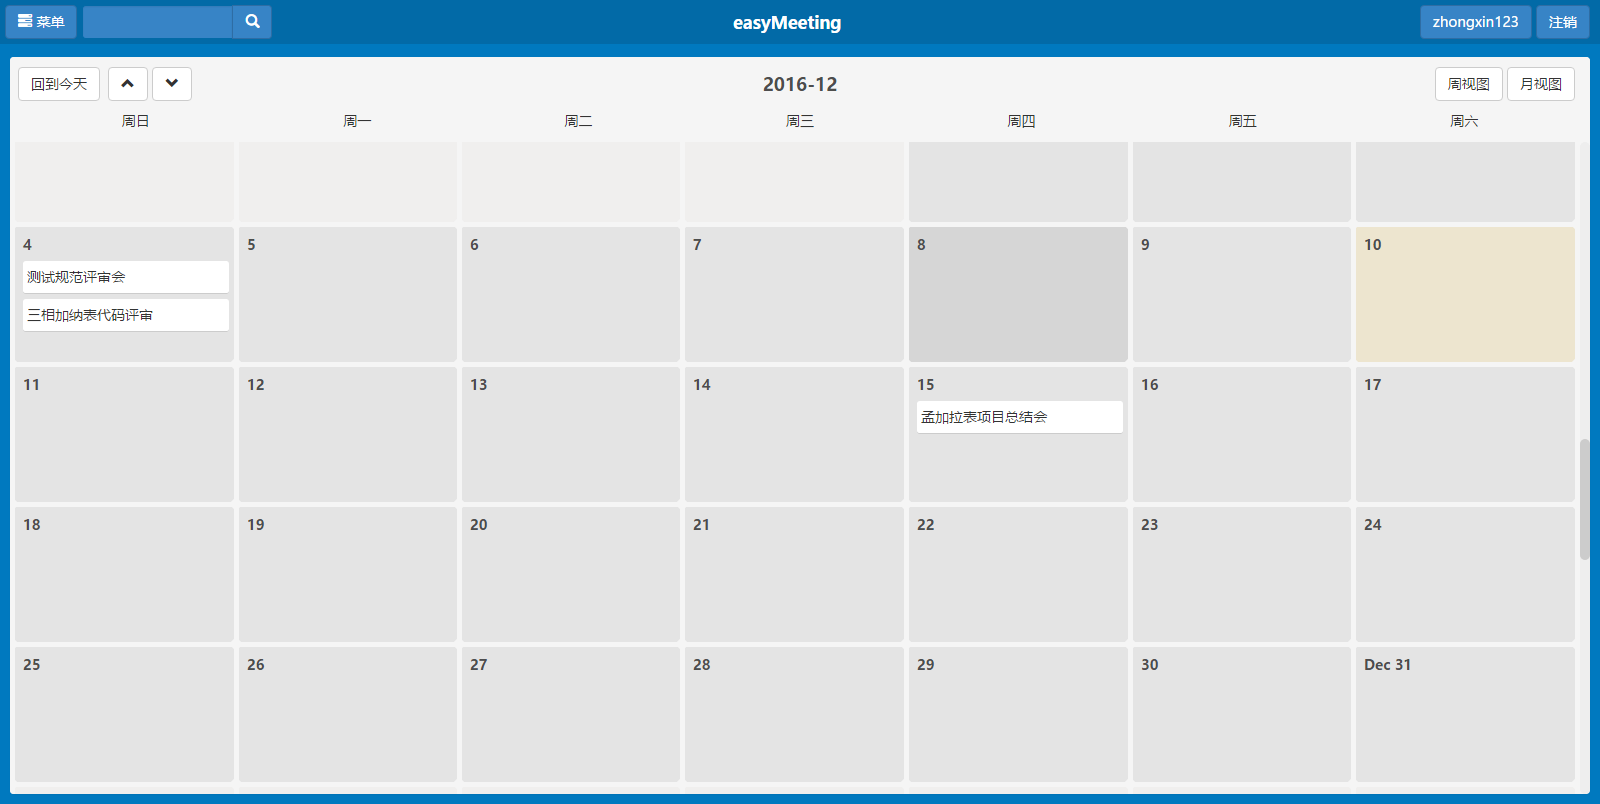 菜单
easyMeeting
zhongxin123
注销
回到今天
2016-12
周视图
月视图
周日 周一 周二 周三 周四 周五 周六
4 5 6 7 8 9 10
测试规范评审会
三相加纳表代码评审
11 12 13 14 15 16 17
孟加拉表项目总结会
18 19 20 21 22 23 24
25 26 27 28 29 30 Dec 31